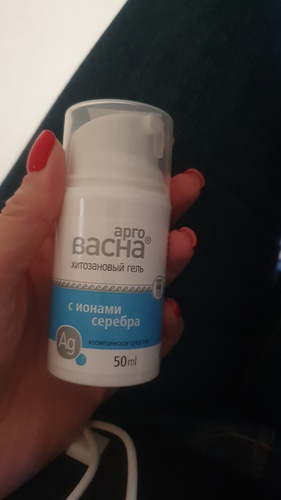 арго
васна®
хитозановый гель
с ионами
серебра
Ag
косметическое средство
50ml